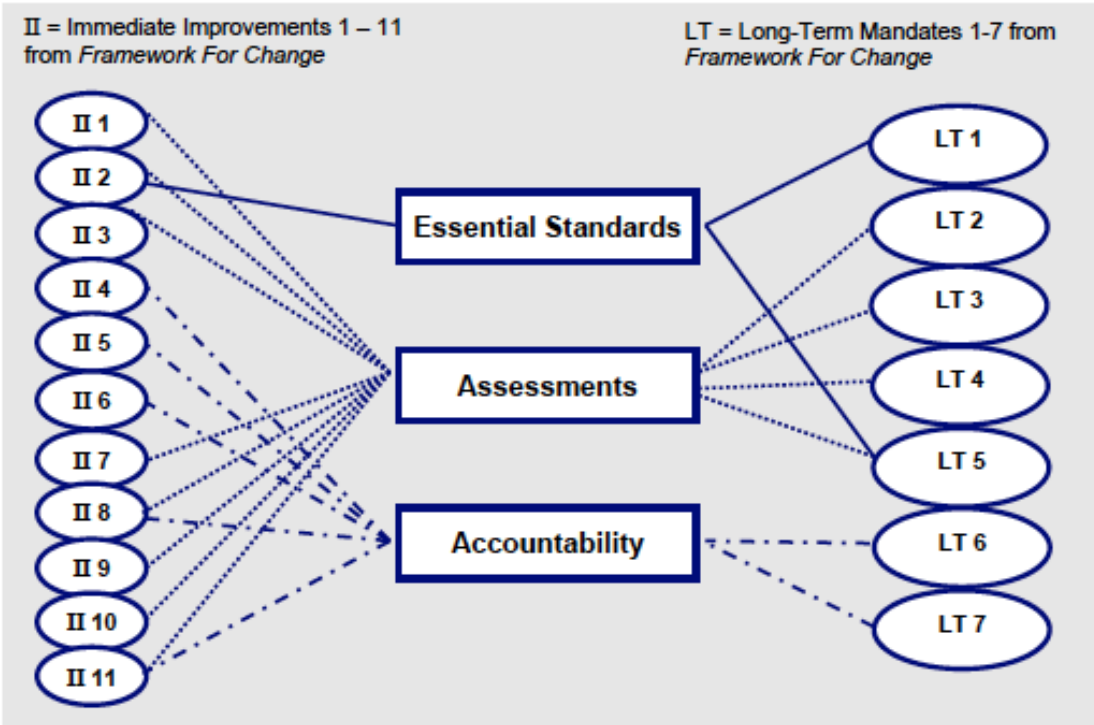 II = Immediate Improvements 1 – 11
from Framework For Change
LT = Long-Term Mandates 1-7 from
Framework For Change
II 1
II 2
II 3
II 4
II 5
II 6
II 7
II 8
II 9
II 10
II 11
Essential Standards
Assessments
Accountability
LT 1
LT 2
LT 3
LT 4
LT 5
LT 6
LT 7